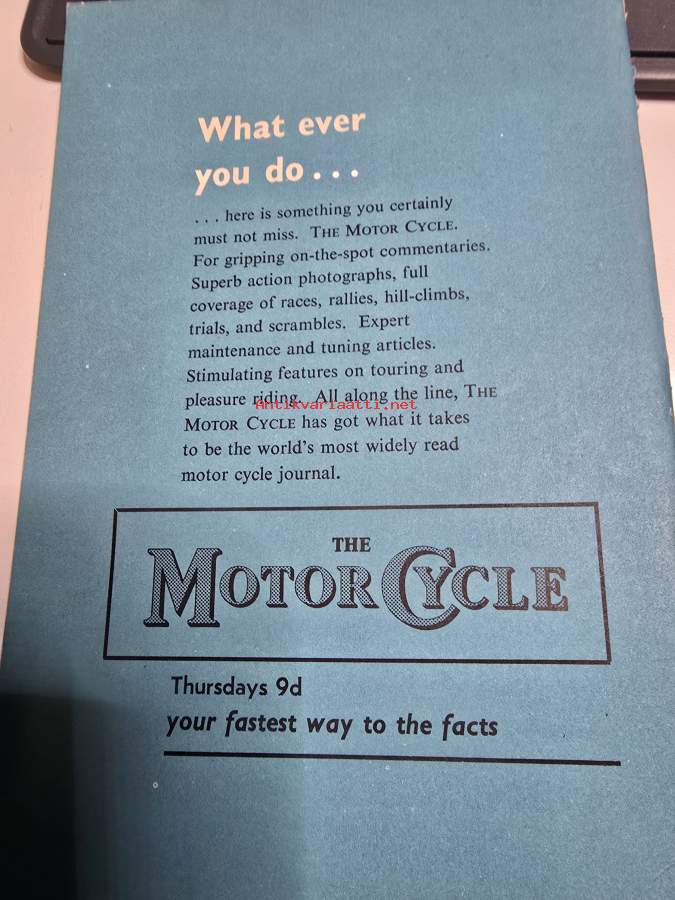 What ever
you do...
... here is something you certainly
must not miss. THE MOTOR CYCLE.
For gripping on-the-spot commentaries.
Superb action photographs, full
coverage of races, rallies, hill-climbs,
trials, and scrambles. Expert
maintenance and tuning articles.
Stimulating features on touring and
pleasure riding. All along the line, THE
Antikvariaatti.net
MOTOR CYCLE has got what it takes
to be the world's most widely read
motor cycle journal.
THE
MOTOR CYCLE
Thursdays 9d
your fastest way to the facts